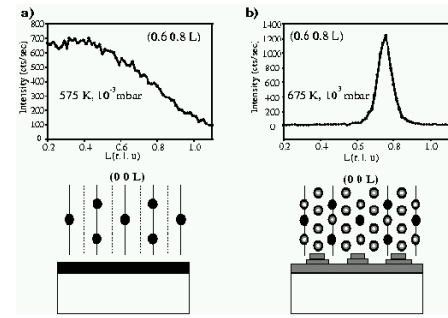 a)
(0.6 0.8 L)
575 K, 10⁻³ mbar
Intensity (cts/sec)
800
700
600
500
400
300
200
100
0
0.2
0.4
0.6
0.8
1.0
L(r. l. u)
(0 0 L)
b)
(0.6 0.8 L)
675 K, 10³ mbar
Intensity (cts/sec)
1400
1200
1000
800
600
400
200
0
0.2
0.4
0.6
0.8
1.0
L(r. l. u)
(0 0 L)